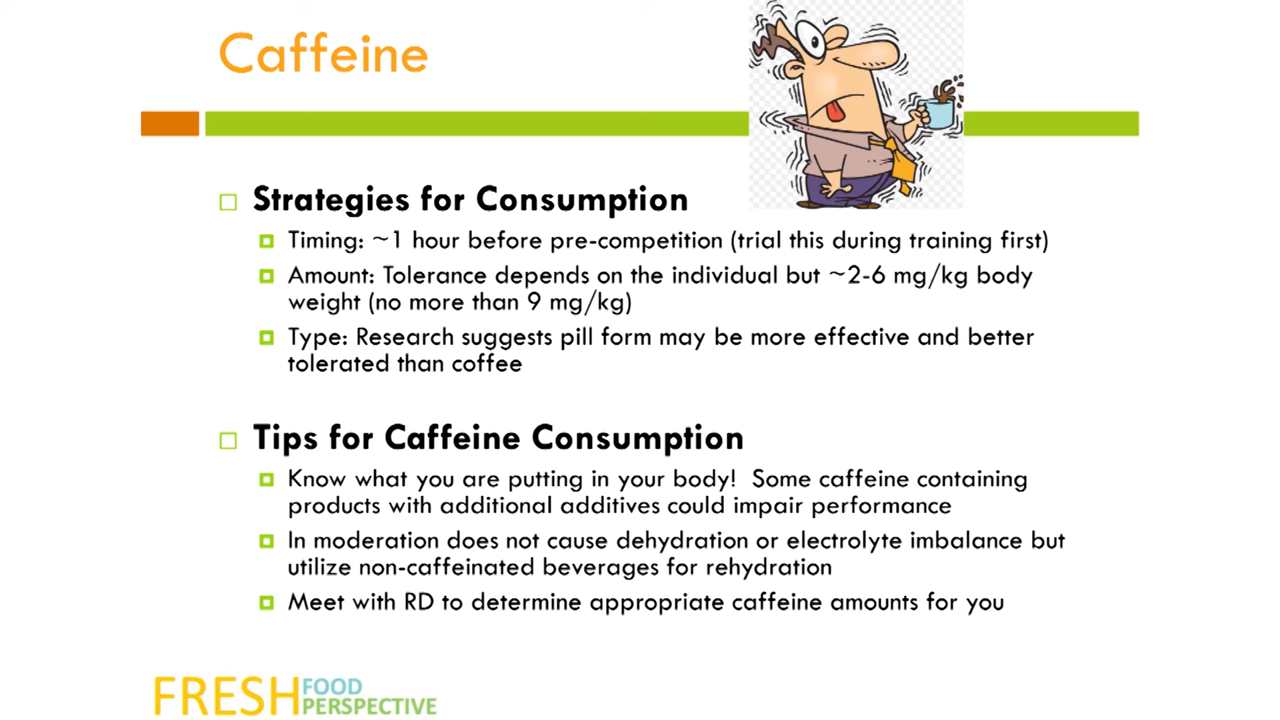 Caffeine
Strategies for Consumption
Timing: ~1 hour before pre-competition (trial this during training first)
Amount: Tolerance depends on the individual but ~2-6 mg/kg body
weight (no more than 9 mg/kg)
Type: Research suggests pill form may be more effective and better
tolerated than coffee
Tips for Caffeine Consumption
Know what you are putting in your body!  Some caffeine containing
products with additional additives could impair performance
In moderation does not cause dehydration or electrolyte imbalance but
utilize non-caffeinated beverages for rehydration
Meet with RD to determine appropriate caffeine amounts for you
FRESH FOOD
PERSPECTIVE